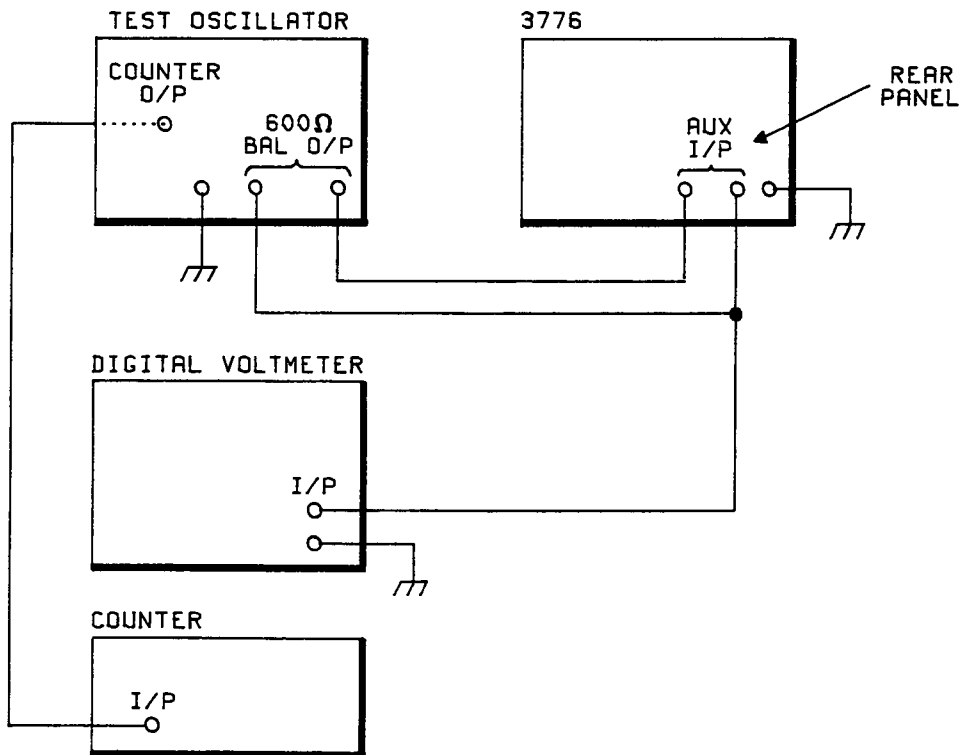 TEST OSCILLATOR
COUNTER
O/P
600Ω
BAL O/P
3776
REAR
PANEL
AUX
I/P
DIGITAL VOLTMETER
I/P
COUNTER
I/P